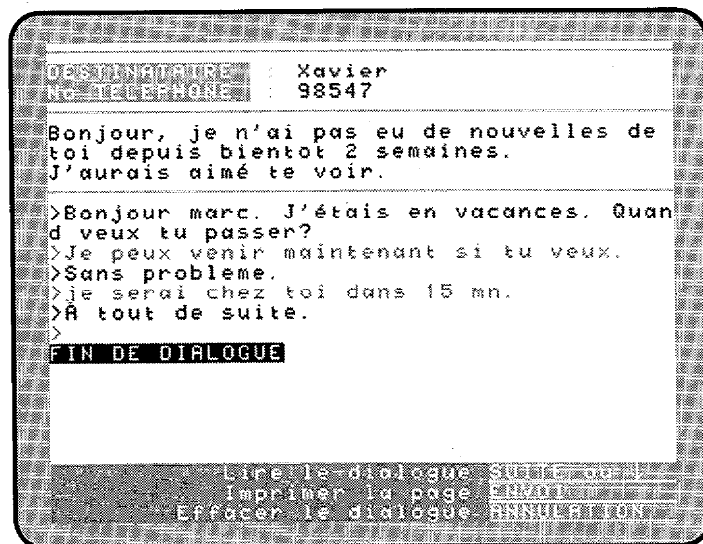 DESTINATAIRE : Xavier
NO TELEPHONE : 98547
Bonjour, je n'ai pas eu de nouvelles de
toi depuis bientot 2 semaines.
J'aurais aimé te voir.
>Bonjour marc. J'étais en vacances. Quan
d veux tu passer?
>Je peux venir maintenant si tu veux.
>Sans probleme.
>je serai chez toi dans 15 mn.
>A tout de suite.
>
FIN DE DIALOGUE
Lire le dialogue SUITE ou ↓
Imprimer la page ENVOI
Effacer le dialogue ANNULATION